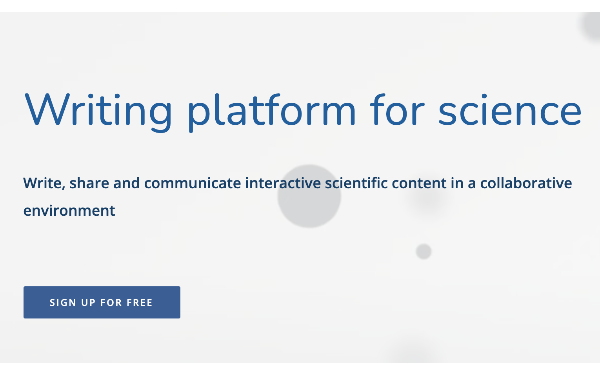 Writing platform for science
Write, share and communicate interactive scientific content in a collaborative
environment
SIGN UP FOR FREE